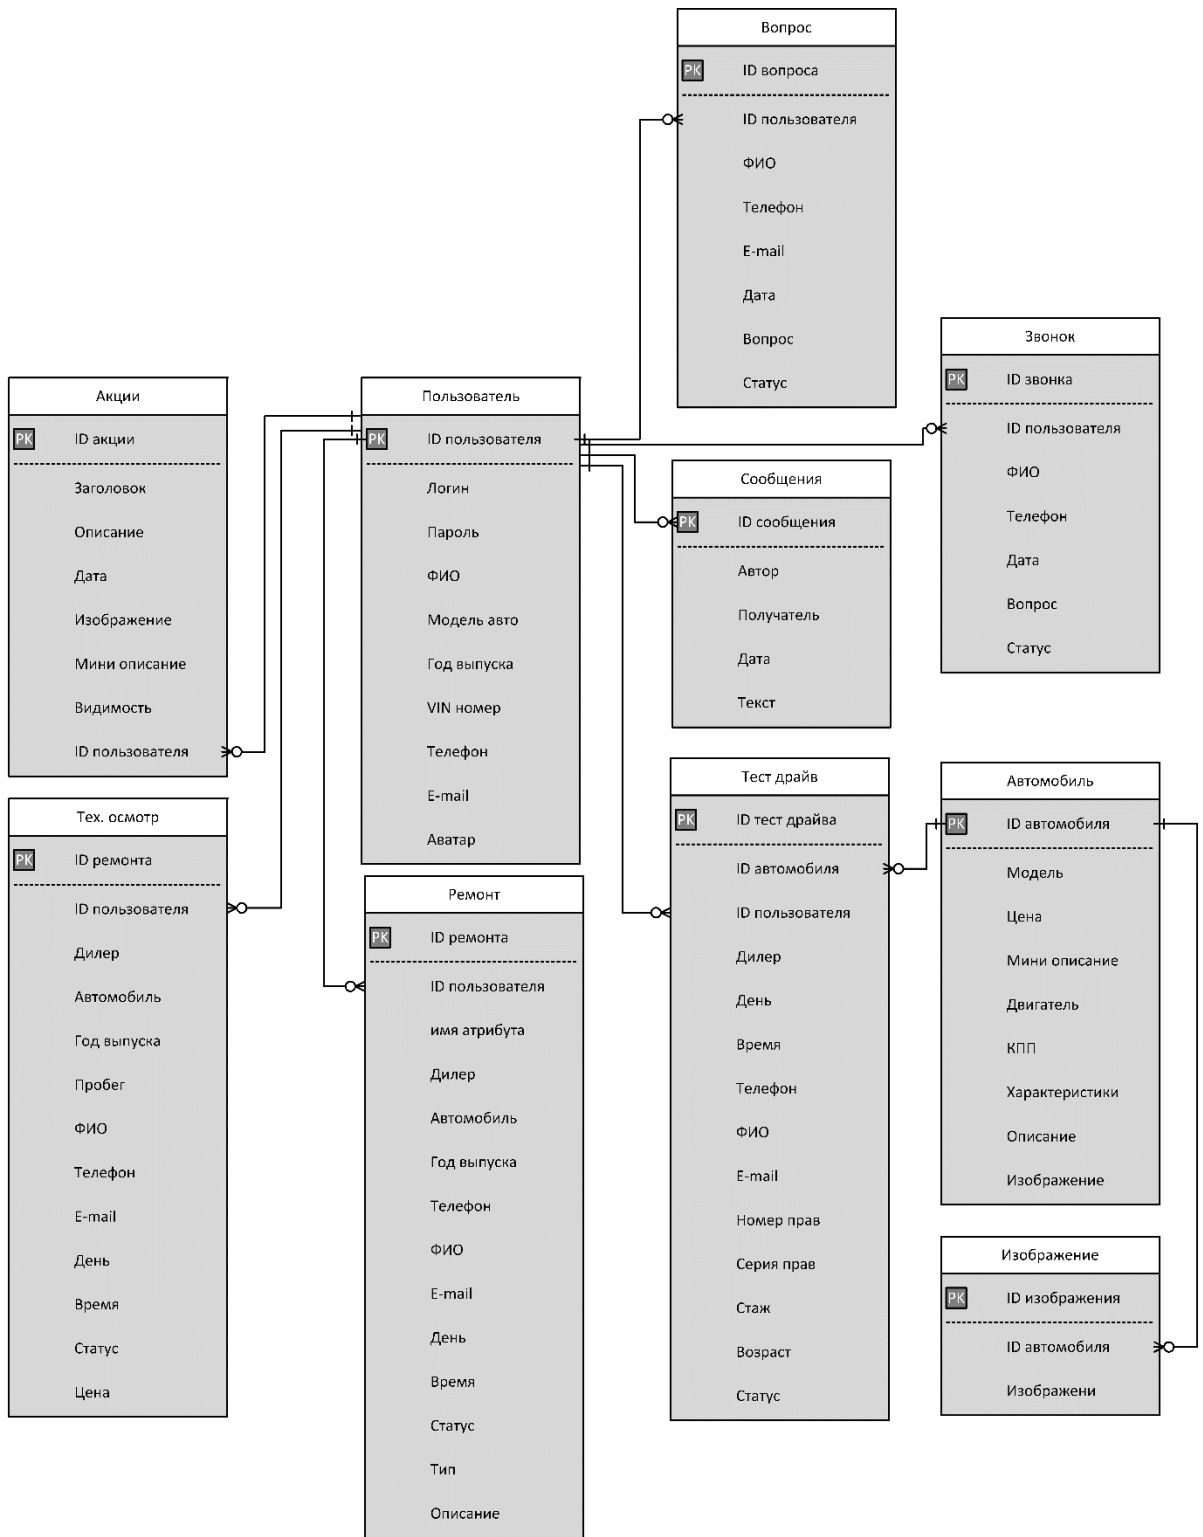 Вопрос
PK ID вопроса
ID пользователя
ФИО
Телефон
E-mail
Дата
Вопрос
Статус
Звонок
PK ID звонка
ID пользователя
ФИО
Телефон
Дата
Вопрос
Статус
Акции
PK ID акции
Заголовок
Описание
Дата
Изображение
Мини описание
Видимость
ID пользователя
Пользователь
PK ID пользователя
Логин
Пароль
ФИО
Модель авто
Год выпуска
VIN номер
Телефон
E-mail
Аватар
Сообщения
PK ID сообщения
Автор
Получатель
Дата
Текст
Тех. осмотр
PK ID ремонта
ID пользователя
Дилер
Автомобиль
Год выпуска
Пробег
ФИО
Телефон
E-mail
День
Время
Статус
Цена
Ремонт
PK ID ремонта
ID пользователя
имя атрибута
Дилер
Автомобиль
Год выпуска
Телефон
ФИО
E-mail
День
Время
Статус
Тип
Описание
Тест драйв
PK ID тест драйва
ID автомобиля
ID пользователя
Дилер
День
Время
Телефон
ФИО
E-mail
Номер прав
Серия прав
Стаж
Возраст
Статус
Автомобиль
PK ID автомобиля
Модель
Цена
Мини описание
Двигатель
КПП
Характеристики
Описание
Изображение
Изображение
PK ID изображения
ID автомобиля
Изображени